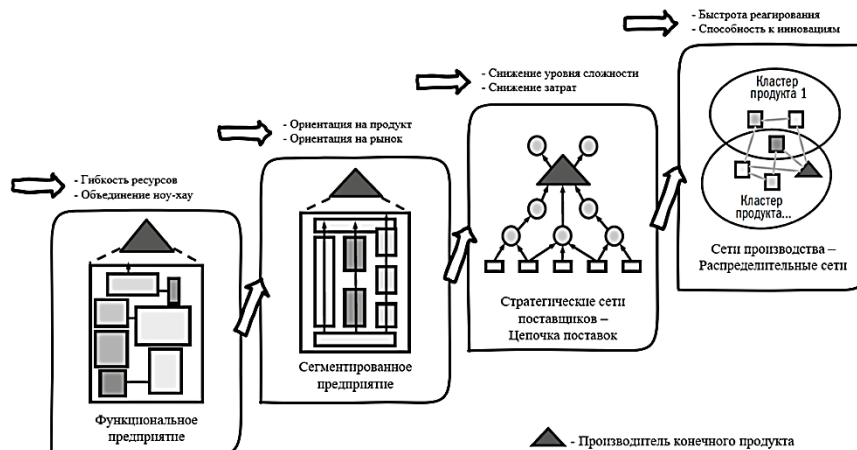 - Быстрота реагирования
- Способность к инновациям
Кластер
продукта 1
Кластер
продукта...
Сети производства –
Распределительные сети
- Снижение уровня сложности
- Снижение затрат
Стратегические сети
поставщиков –
Цепочка поставок
- Ориентация на продукт
- Ориентация на рынок
Сегментированное
предприятие
- Гибкость ресурсов
- Объединение ноу-хау
Функциональное
предприятие
- Производитель конечного продукта